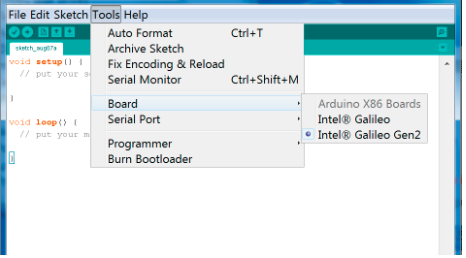 File Edit Sketch Tools Help
sketch_aug07a
void setup() {
// put your s
}
void loop() {
// put your m
}
Auto Format Ctrl+T
Archive Sketch
Fix Encoding & Reload
Serial Monitor Ctrl+Shift+M
Board
Serial Port
Programmer
Burn Bootloader
Arduino X86 Boards
Intel® Galileo
Intel® Galileo Gen2